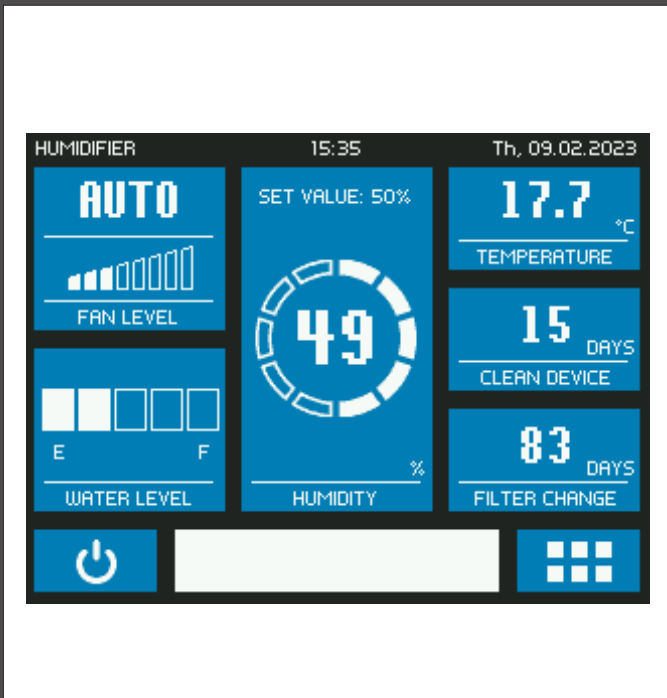 HUMIDIFIER 15:35 Th, 09.02.2023
AUTO
FAN LEVEL
E F
WATER LEVEL
SET VALUE: 50%
49
%
HUMIDITY
17.7 °C
TEMPERATURE
15 DAYS
CLEAN DEVICE
83 DAYS
FILTER CHANGE